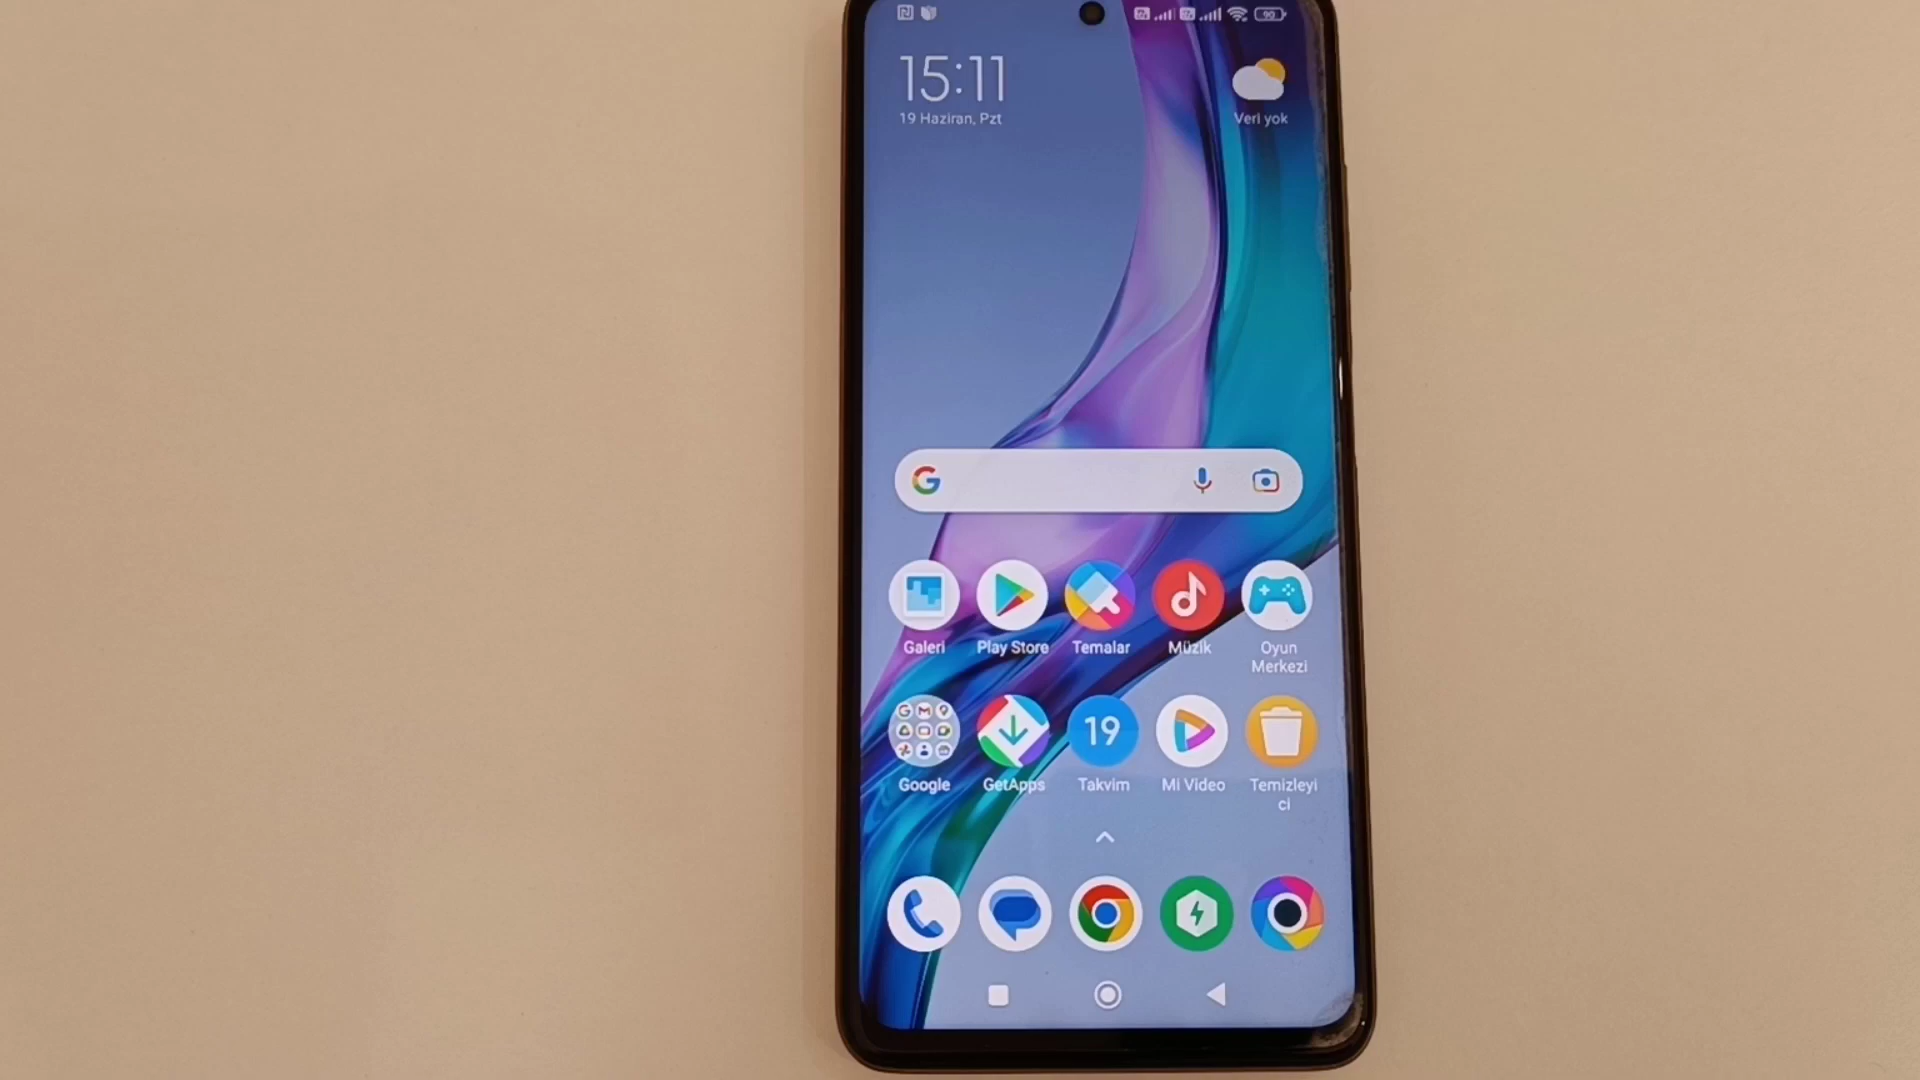 90
15:11
19 Haziran, Pzt
Veri yok
Galeri
Play Store
Temalar
Müzik
Oyun
Merkezi
19
Google
GetApps
Takvim
Mi Video
Temizleyi
ci